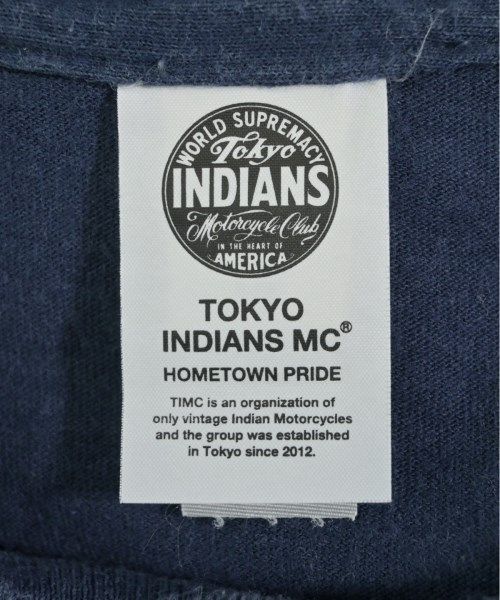 WORLD SUPREMACY
Tokyo
INDIANS
Motorcycle Club
IN THE HEART OF
AMERICA
TOKYO
INDIANS MC®
HOMETOWN PRIDE
TIMC is an organization of
only vintage Indian Motorcycles
and the group was established
in Tokyo since 2012.